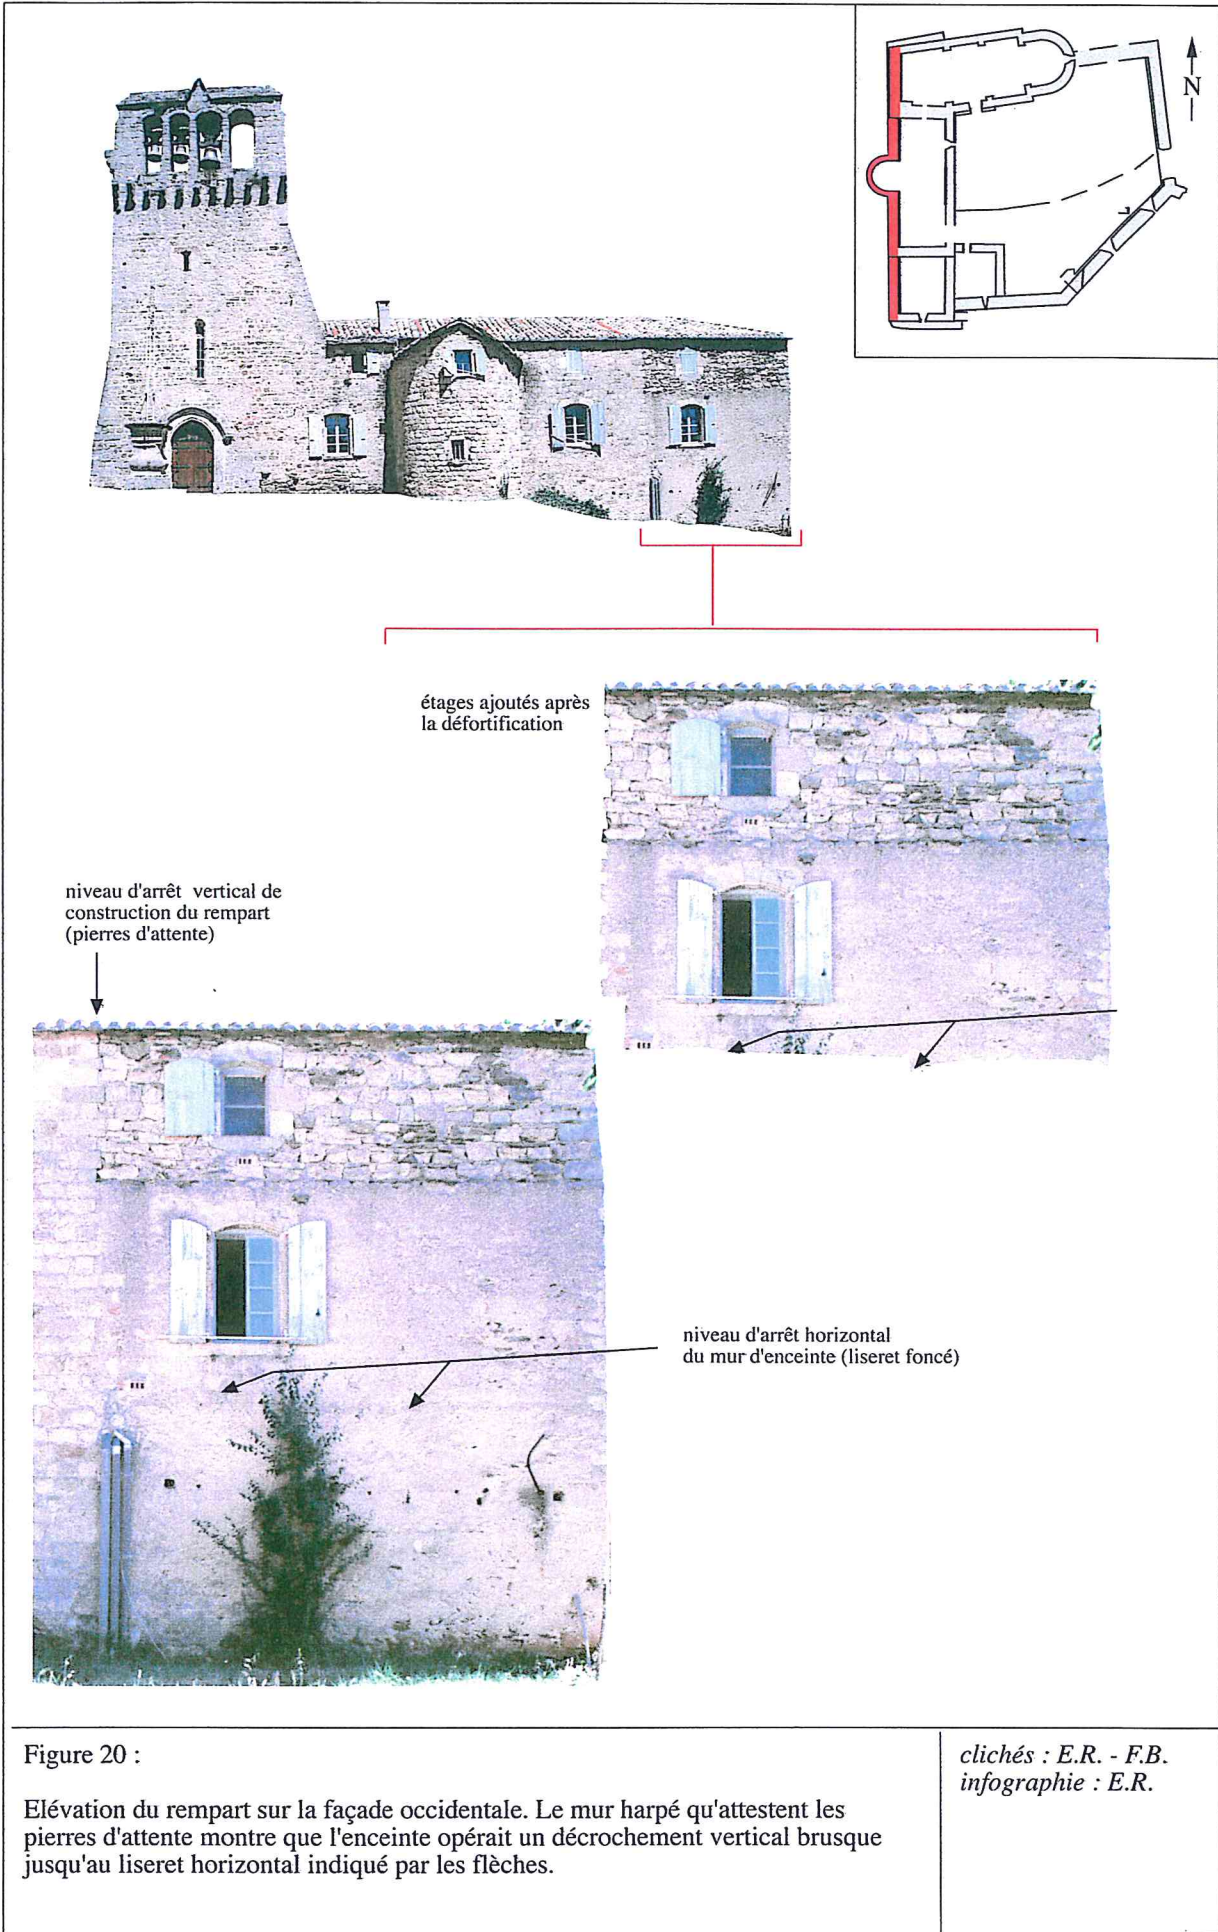 N
étages ajoutés après
la défortification
niveau d'arrêt vertical de
construction du rempart
(pierres d'attente)
niveau d'arrêt horizontal
du mur d'enceinte (liseret foncé)
Figure 20 :
Elévation du rempart sur la façade occidentale. Le mur harpé qu'attestent les
pierres d'attente montre que l'enceinte opérait un décrochement vertical brusque
jusqu'au liseret horizontal indiqué par les flèches.
clichés : E.R. - F.B.
infographie : E.R.